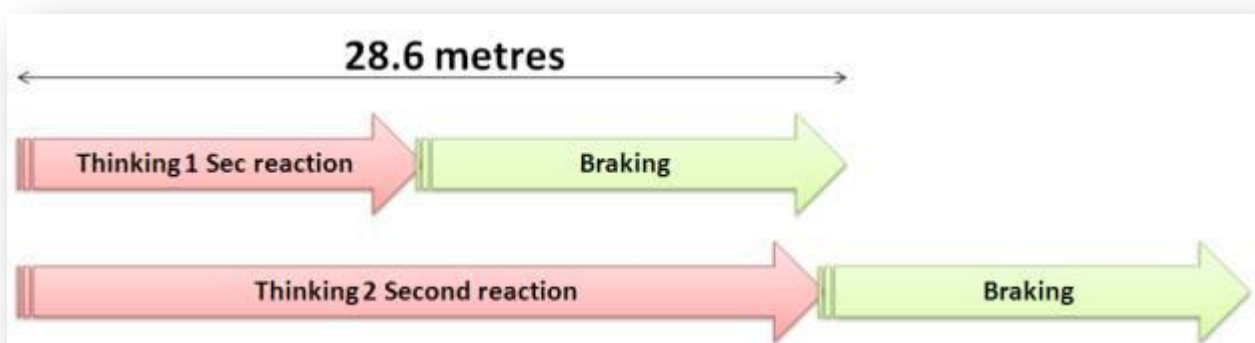 28.6 metres
Thinking 1 Sec reaction
Braking
Thinking 2 Second reaction
Braking